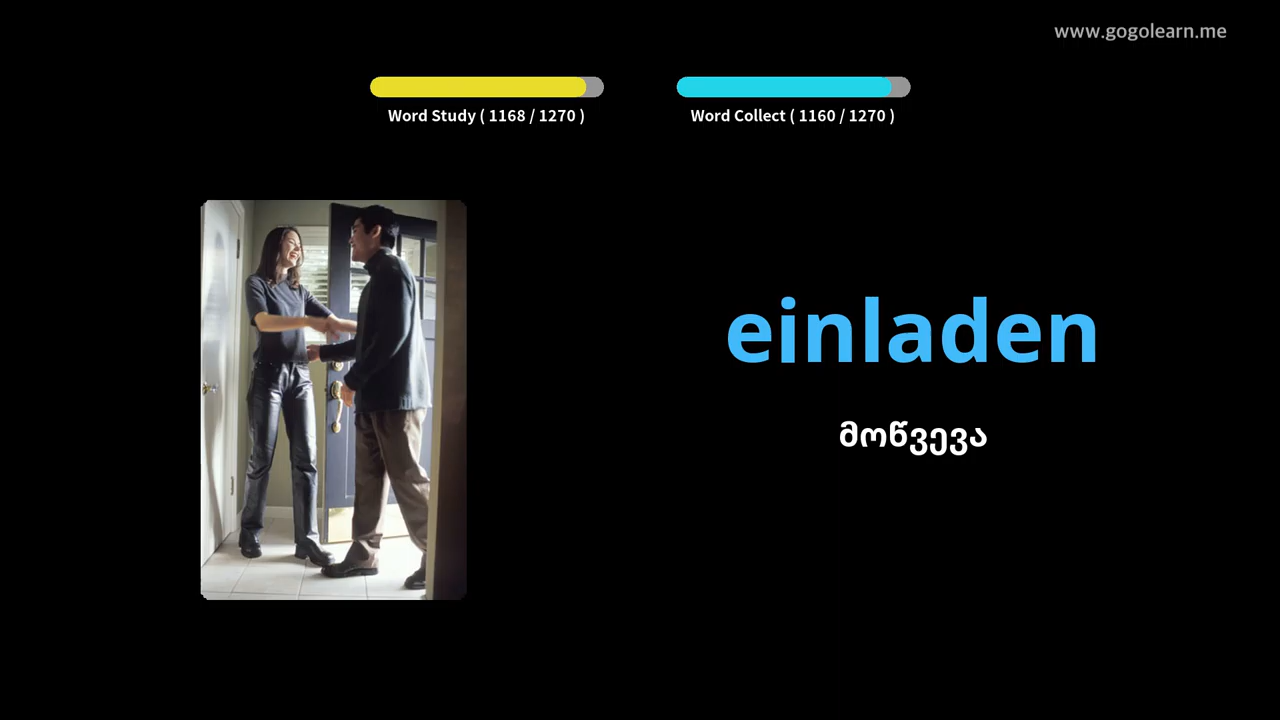 www.gogolearn.me
Word Study ( 1168 / 1270 )
Word Collect ( 1160 / 1270 )
einladen
მოწვევა